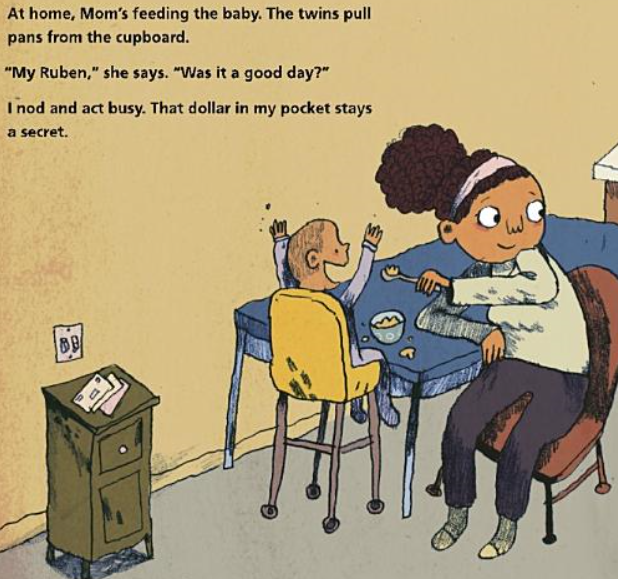 At home, Mom's feeding the baby. The twins pull
pans from the cupboard.
"My Ruben," she says. "Was it a good day?"
I nod and act busy. That dollar in my pocket stays
a secret.